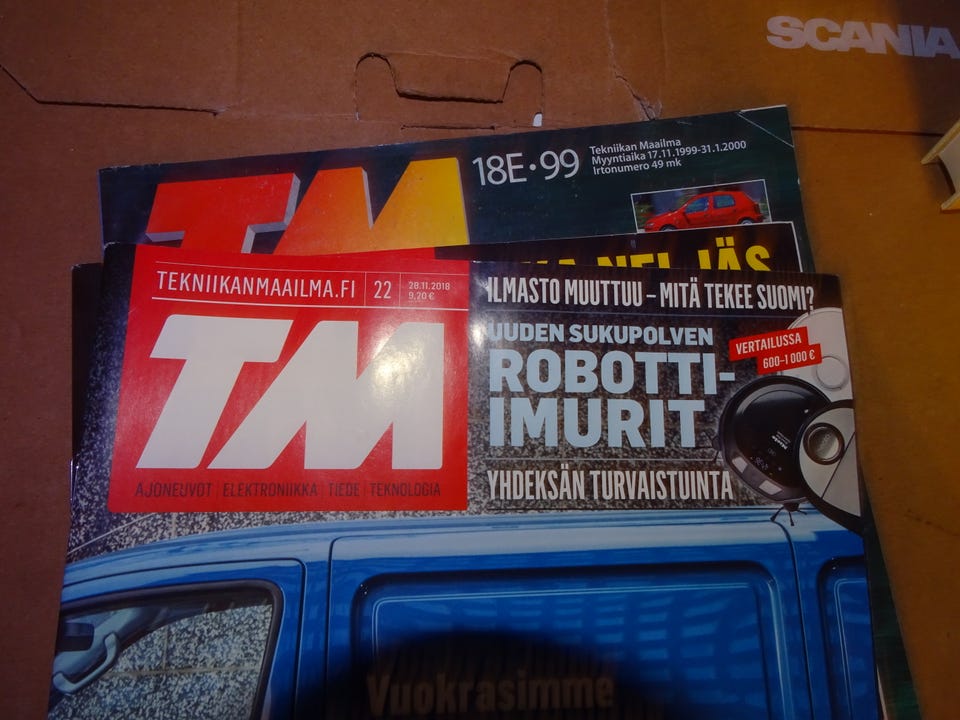 SCANIA
TM
18E•99
Tekniikan Maailma
Myyntiaika 17.11.1999-31.1.2000
Irtonumero 49 mk
TEKNIIKANMAAILMA.FI
22
28.11.2018
9,20 €
TM
AJONEUVOT | ELEKTRONIIKKA | TIEDE | TEKNOLOGIA
ILMASTO MUUTTUU – MITÄ TEKEE SUOMI?
UUDEN SUKUPOLVEN
ROBOTTI-
IMURIT
VERTAILUSSA
600–1 000 €
YHDEKSÄN TURVAISTUINTA
Vuokrasimme